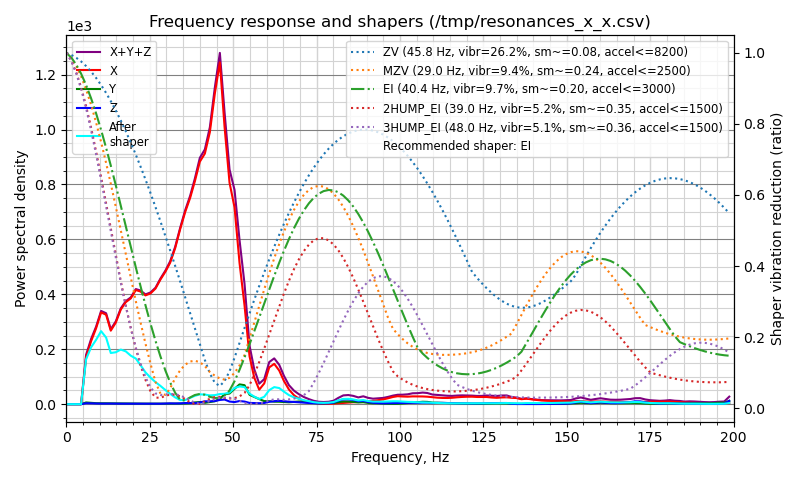 Frequency response and shapers (/tmp/resonances_x_x.csv)
1e3
X+Y+Z
X
Y
Z
After
shaper
ZV (45.8 Hz, vibr=26.2%, sm~=0.08, accel<=8200)
MZV (29.0 Hz, vibr=9.4%, sm~=0.24, accel<=2500)
EI (40.4 Hz, vibr=9.7%, sm~=0.20, accel<=3000)
2HUMP_EI (39.0 Hz, vibr=5.2%, sm~=0.35, accel<=1500)
3HUMP_EI (48.0 Hz, vibr=5.1%, sm~=0.36, accel<=1500)
Recommended shaper: EI
Power spectral density
1.2
1.0
0.8
0.6
0.4
0.2
0.0
Shaper vibration reduction (ratio)
1.0
0.8
0.6
0.4
0.2
0.0
0 25 50 75 100 125 150 175 200
Frequency, Hz